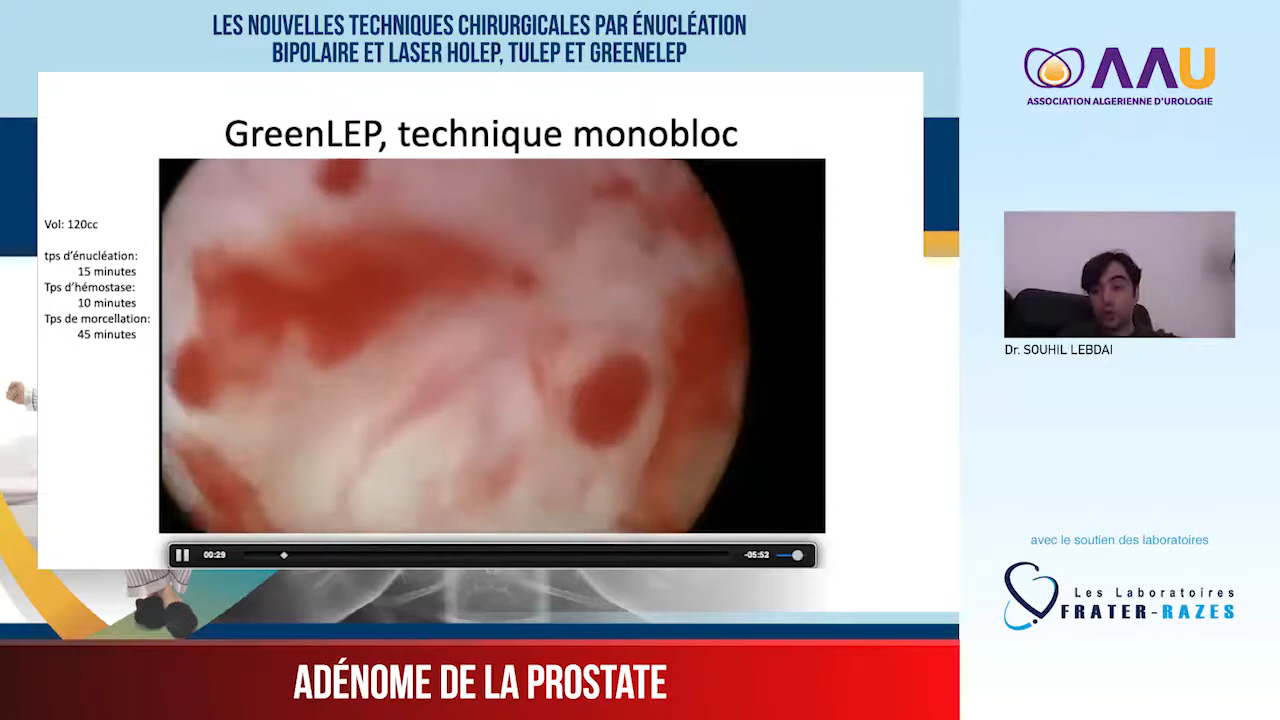 LES NOUVELLES TECHNIQUES CHIRURGICALES PAR ÉNUCLÉATION
BIPOLAIRE ET LASER HOLEP, TULEP ET GREENELEP
GreenLEP, technique monobloc
Vol: 120cc
tps d'énucléation:
15 minutes
Tps d'hémostase:
10 minutes
Tps de morcellation:
45 minutes
00:29
-05:52
ADÉNOME DE LA PROSTATE
AAU
ASSOCIATION ALGERIENNE D'UROLOGIE
Dr. SOUHIL LEBDAI
avec le soutien des laboratoires
Les Laboratoires
FRATER-RAZES